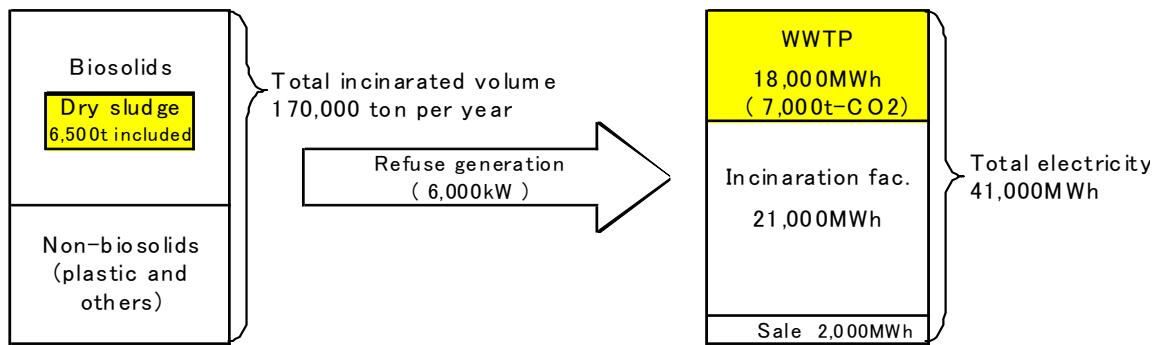 Biosolids
Dry sludge
6,500t included
Non-biosolids
(plastic and
others)
Total incinarated volume
170,000 ton per year
Refuse generation
( 6,000kW )
WWTP
18,000MWh
( 7,000t-CO2)
Incinaration fac.
21,000MWh
Sale 2,000MWh
Total electricity
41,000MWh